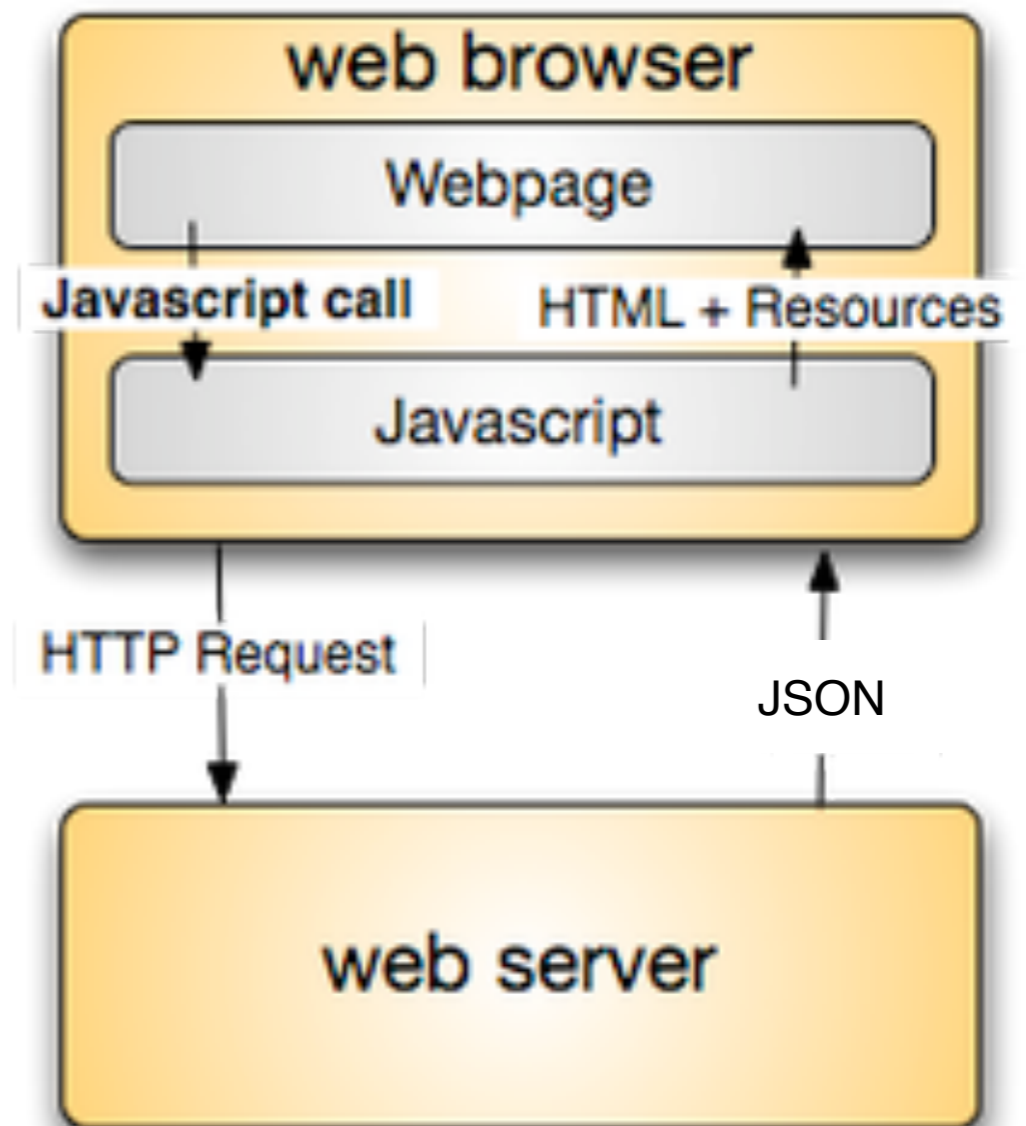 web browser
Webpage
Javascript call
HTML + Resources
Javascript
HTTP Request
JSON
web server